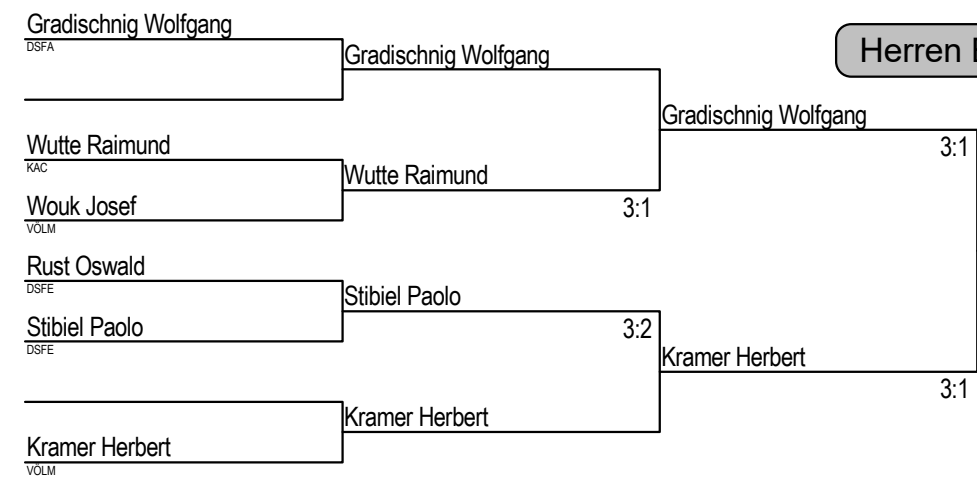 Gradischnig Wolfgang
DSFA
Gradischnig Wolfgang
Herren
Gradischnig Wolfgang
3:1
Wutte Raimund
KAC
Wutte Raimund
3:1
Wouk Josef
VÖLM
Rust Oswald
DSFE
Stibiel Paolo
3:2
Stibiel Paolo
DSFE
Kramer Herbert
3:1
Kramer Herbert
Kramer Herbert
VÖLM